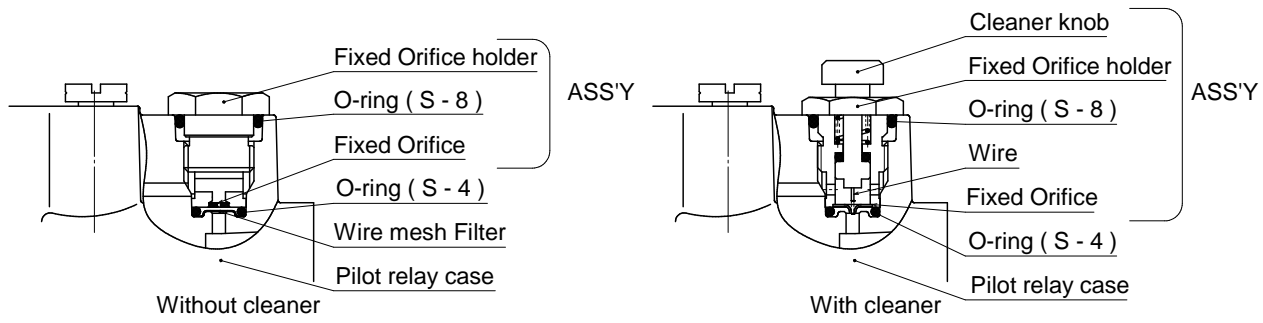 Fixed Orifice holder
O-ring ( S - 8 )
Fixed Orifice
O-ring ( S - 4 )
Wire mesh Filter
Pilot relay case
ASS'Y
Without cleaner
Cleaner knob
Fixed Orifice holder
O-ring ( S - 8 )
Wire
Fixed Orifice
O-ring ( S - 4 )
Pilot relay case
ASS'Y
With cleaner